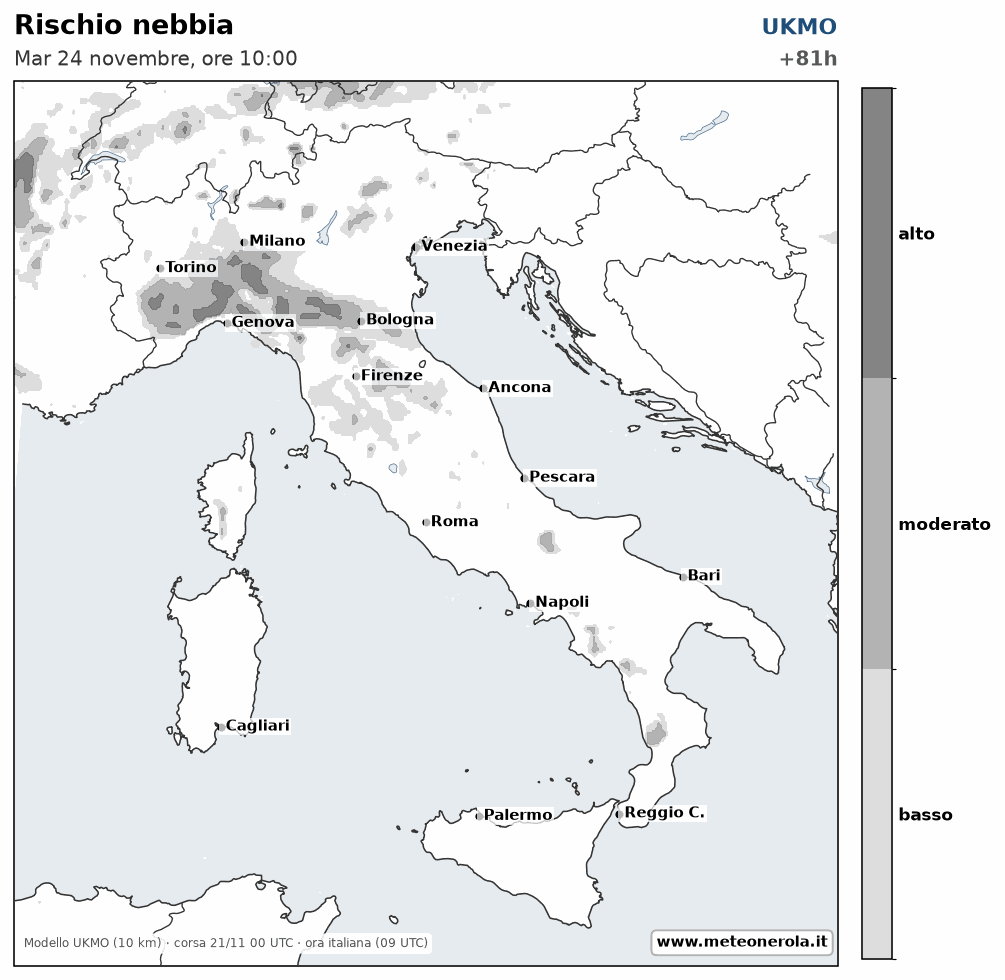 Rischio nebbia
UKMO
Mar 24 novembre, ore 10:00
+81h
Milano
Venezia
Torino
Genova
Bologna
Firenze
Ancona
Pescara
Roma
Bari
Napoli
Cagliari
Palermo
Reggio C.
alto
moderato
basso
Modello UKMO (10 km) · corsa 21/11 00 UTC · ora italiana (09 UTC)
www.meteonerola.it